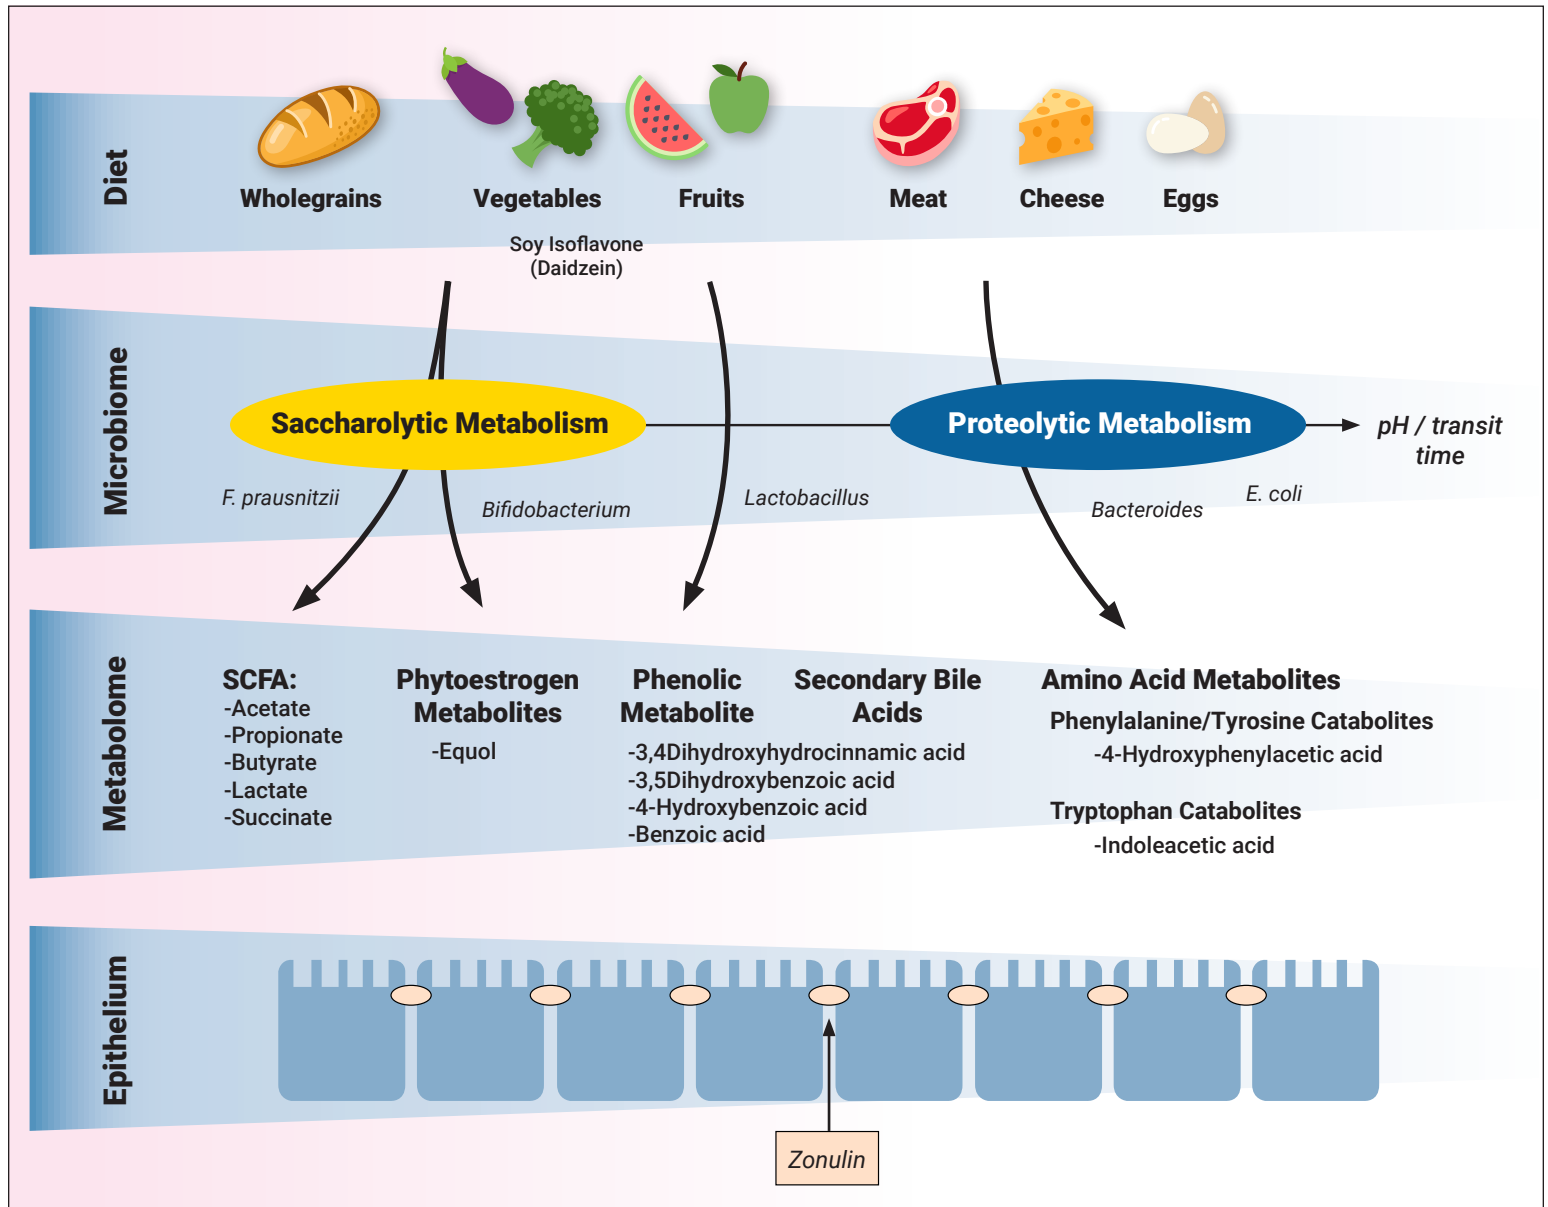 Diet
Wholegrains
Vegetables
Fruits
Meat
Cheese
Eggs
Soy Isoflavone
(Daidzein)
Microbiome
Saccharolytic Metabolism
Proteolytic Metabolism
pH / transit
time
F. prausnitzii
Bifidobacterium
Lactobacillus
Bacteroides
E. coli
Metabolome
SCFA:
-Acetate
-Propionate
-Butyrate
-Lactate
-Succinate
Phytoestrogen
Metabolites
-Equol
Phenolic
Metabolite
Secondary Bile
Acids
-3,4Dihydroxyhydrocinnamic acid
-3,5Dihydroxybenzoic acid
-4-Hydroxybenzoic acid
-Benzoic acid
Amino Acid Metabolites
Phenylalanine/Tyrosine Catabolites
-4-Hydroxyphenylacetic acid
Tryptophan Catabolites
-Indoleacetic acid
Epithelium
Zonulin